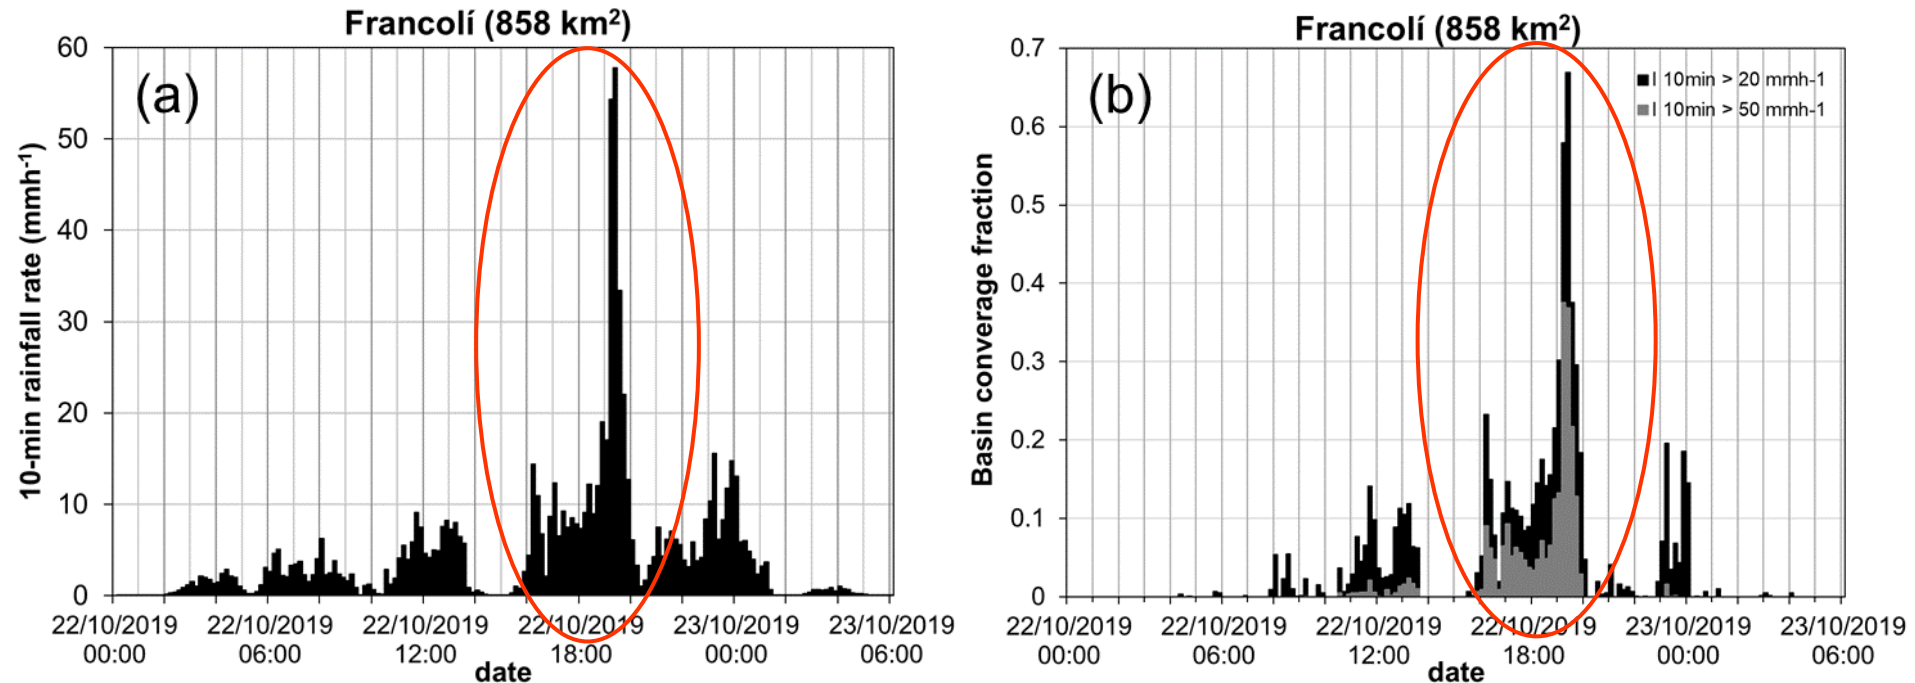 Francolí (858 km²)
(a)
10-min rainfall rate (mmh⁻¹)
60
50
40
30
20
10
0
22/10/2019 22/10/2019 22/10/2019 22/10/2019 23/10/2019 23/10/2019
00:00 06:00 12:00 18:00 00:00 06:00
date
Francolí (858 km²)
(b)
I 10min > 20 mmh-1
I 10min > 50 mmh-1
Basin converage fraction
0.7
0.6
0.5
0.4
0.3
0.2
0.1
0
22/10/2019 22/10/2019 22/10/2019 22/10/2019 23/10/2019 23/10/2019
00:00 06:00 12:00 18:00 00:00 06:00
date